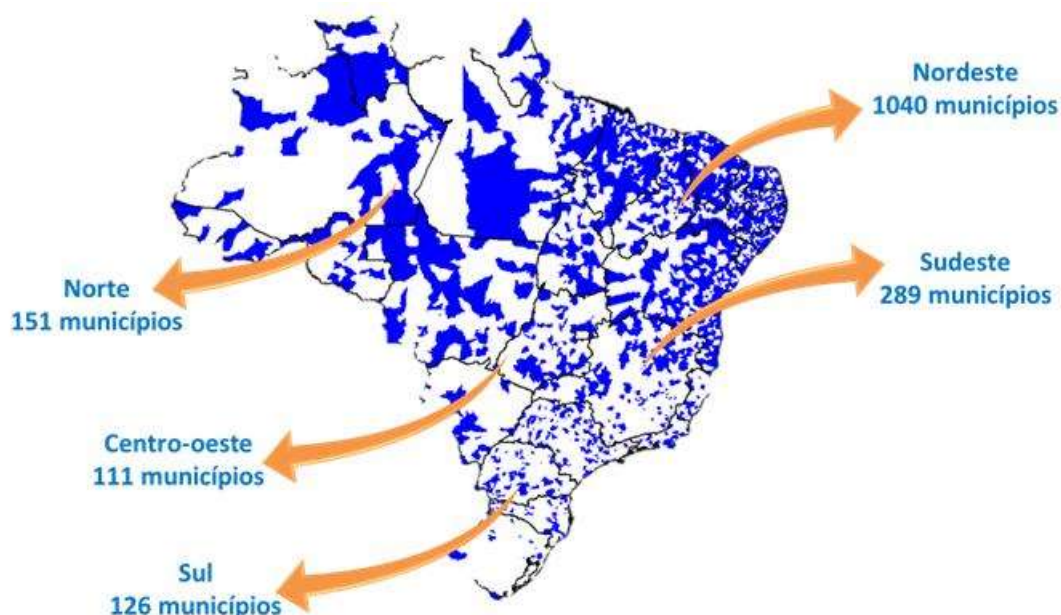 Nordeste
1040 municípios
Sudeste
289 municípios
Norte
151 municípios
Centro-oeste
111 municípios
Sul
126 municípios